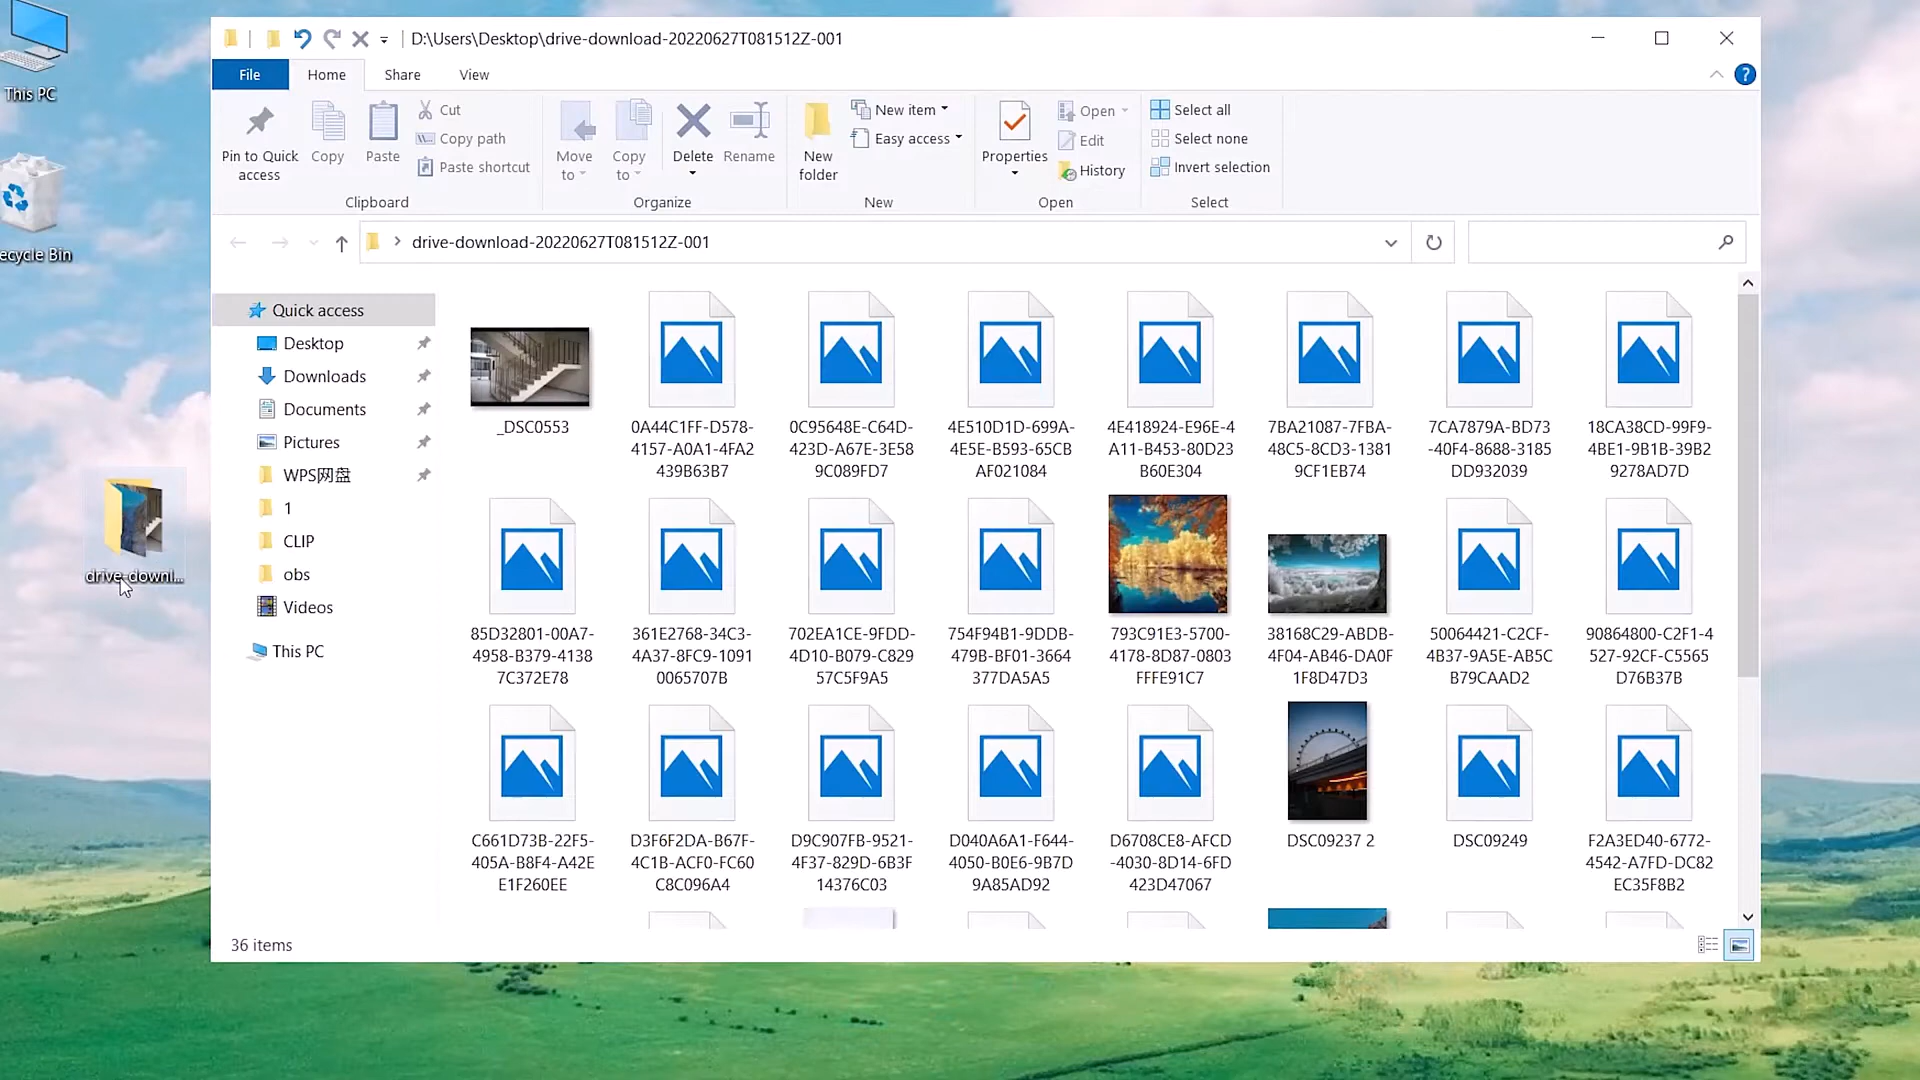 This PC
ecycle Bin
drive-downl...
D:\Users\Desktop\drive-download-20220627T081512Z-001
File
Home
Share
View
?
Pin to Quick
access
Copy
Paste
Cut
Copy path
Paste shortcut
Clipboard
Move
to
Copy
to
Delete
Rename
Organize
New
folder
New item
Easy access
New
Properties
Open
Edit
History
Open
Select all
Select none
Invert selection
Select
drive-download-20220627T081512Z-001
Quick access
Desktop
Downloads
Documents
Pictures
WPS网盘
1
CLIP
obs
Videos
This PC
_DSC0553
0A44C1FF-D578-
4157-A0A1-4FA2
439B63B7
0C95648E-C64D-
423D-A67E-3E58
9C089FD7
4E510D1D-699A-
4E5E-B593-65CB
AF021084
4E418924-E96E-4
A11-B453-80D23
B60E304
7BA21087-7FBA-
48C5-8CD3-1381
9CF1EB74
7CA7879A-BD73
-40F4-8688-3185
DD932039
18CA38CD-99F9-
4BE1-9B1B-39B2
9278AD7D
85D32801-00A7-
4958-B379-4138
7C372E78
361E2768-34C3-
4A37-8FC9-1091
0065707B
702EA1CE-9FDD-
4D10-B079-C829
57C5F9A5
754F94B1-9DDB-
479B-BF01-3664
377DA5A5
793C91E3-5700-
4178-8D87-0803
FFFE91C7
38168C29-ABDB-
4F04-AB46-DA0F
1F8D47D3
50064421-C2CF-
4B37-9A5E-AB5C
B79CAAD2
90864800-C2F1-4
527-92CF-C5565
D76B37B
C661D73B-22F5-
405A-B8F4-A42E
E1F260EE
D3F6F2DA-B67F-
4C1B-ACF0-FC60
C8C096A4
D9C907FB-9521-
4F37-829D-6B3F
14376C03
D040A6A1-F644-
4050-B0E6-9B7D
9A85AD92
D6708CE8-AFCD
-4030-8D14-6FD
423D47067
DSC09237 2
DSC09249
F2A3ED40-6772-
4542-A7FD-DC82
EC35F8B2
36 items